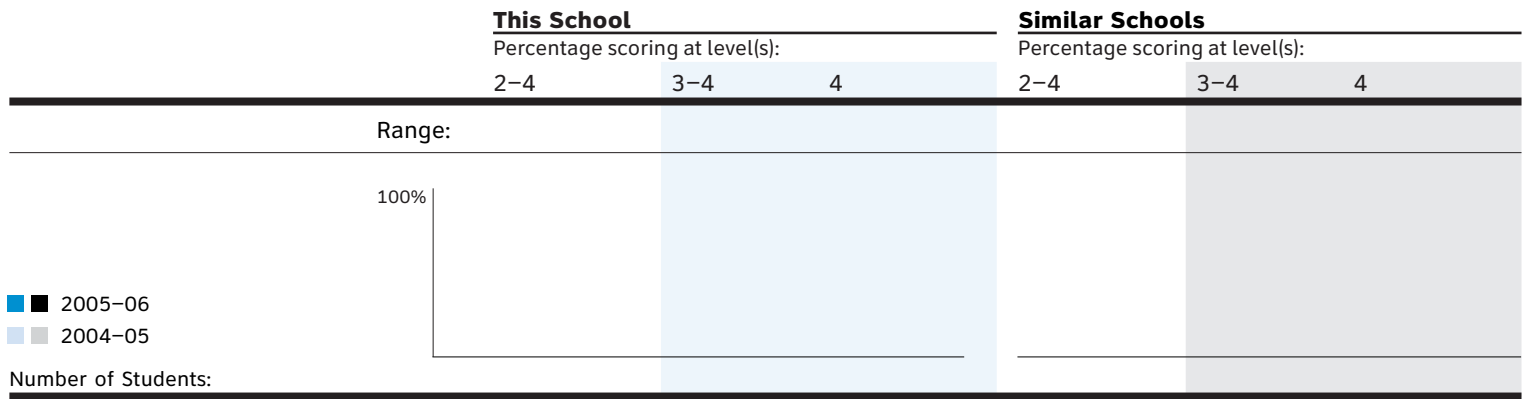 This School Similar Schools
Percentage scoring at level(s): Percentage scoring at level(s):
2–4 3–4 4 2–4 3–4 4
Range:
100%
2005–06
2004–05
Number of Students: